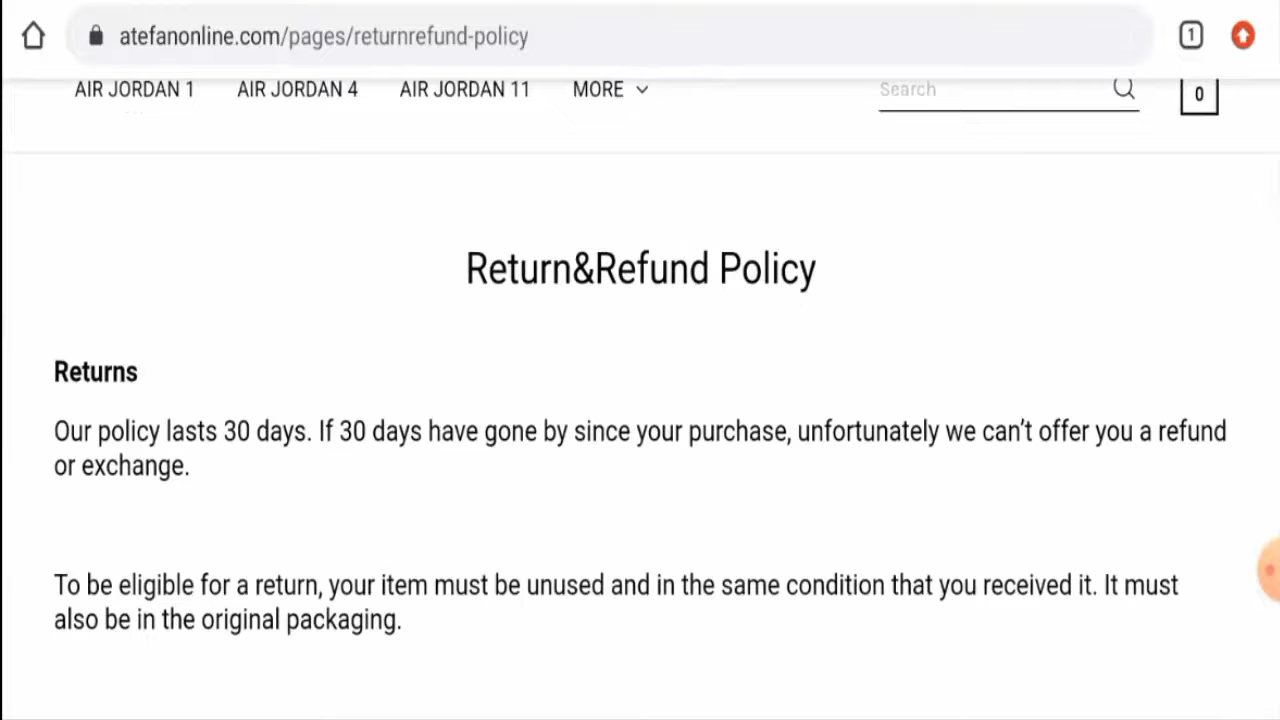 atefanonline.com/pages/returnrefund-policy
1
AIR JORDAN 1 AIR JORDAN 4 AIR JORDAN 11 MORE Search 0
Return&Refund Policy
Returns
Our policy lasts 30 days. If 30 days have gone by since your purchase, unfortunately we can’t offer you a refund
or exchange.
To be eligible for a return, your item must be unused and in the same condition that you received it. It must
also be in the original packaging.